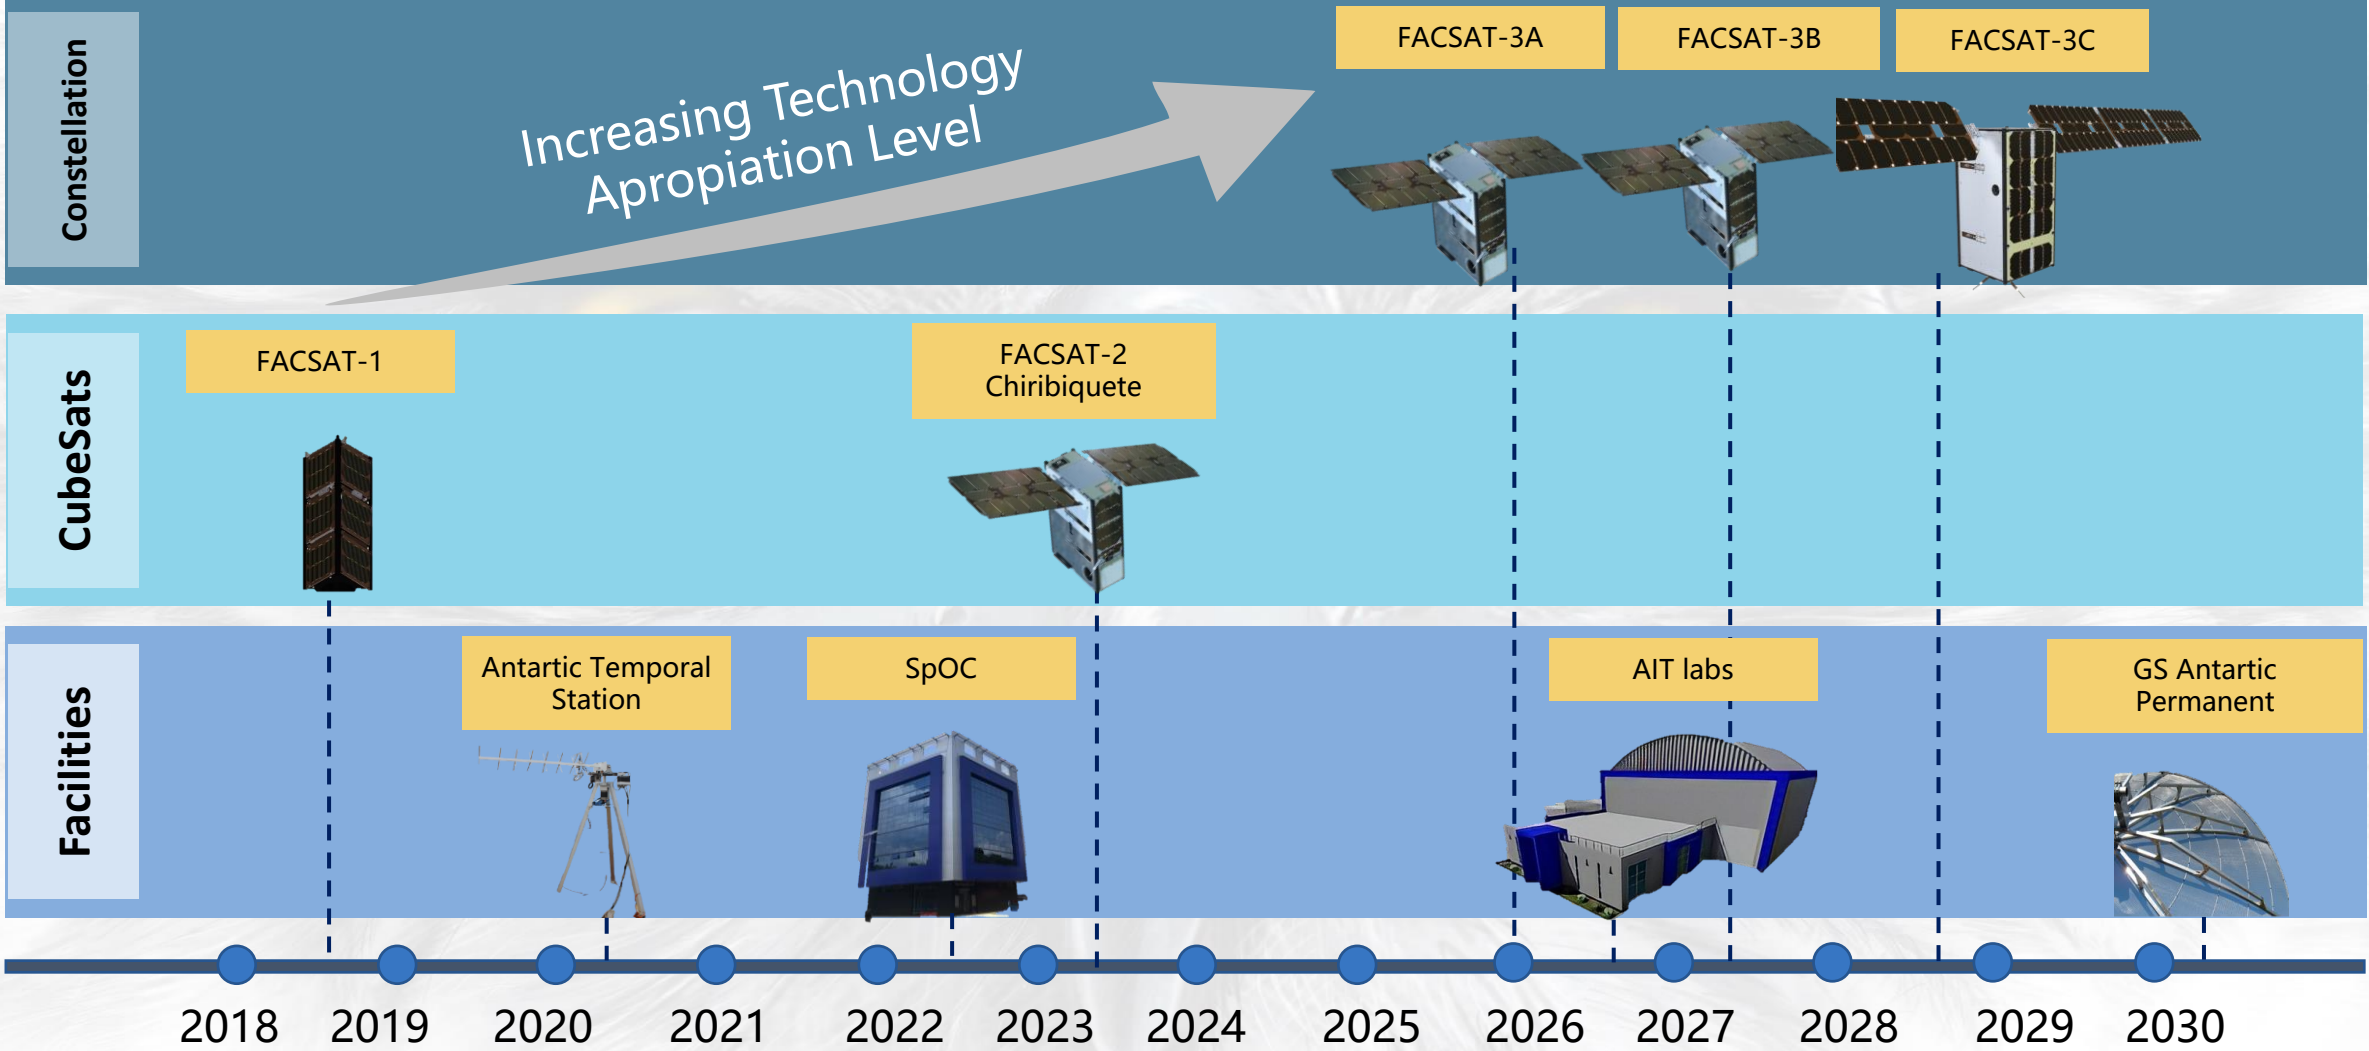 Constellation
Increasing Technology
Apropiation Level
FACSAT-3A
FACSAT-3B
FACSAT-3C
CubeSats
FACSAT-1
FACSAT-2
Chiribiquete
Facilities
Antartic Temporal
Station
SpOC
AIT labs
GS Antartic
Permanent
2018 2019 2020 2021 2022 2023 2024 2025 2026 2027 2028 2029 2030